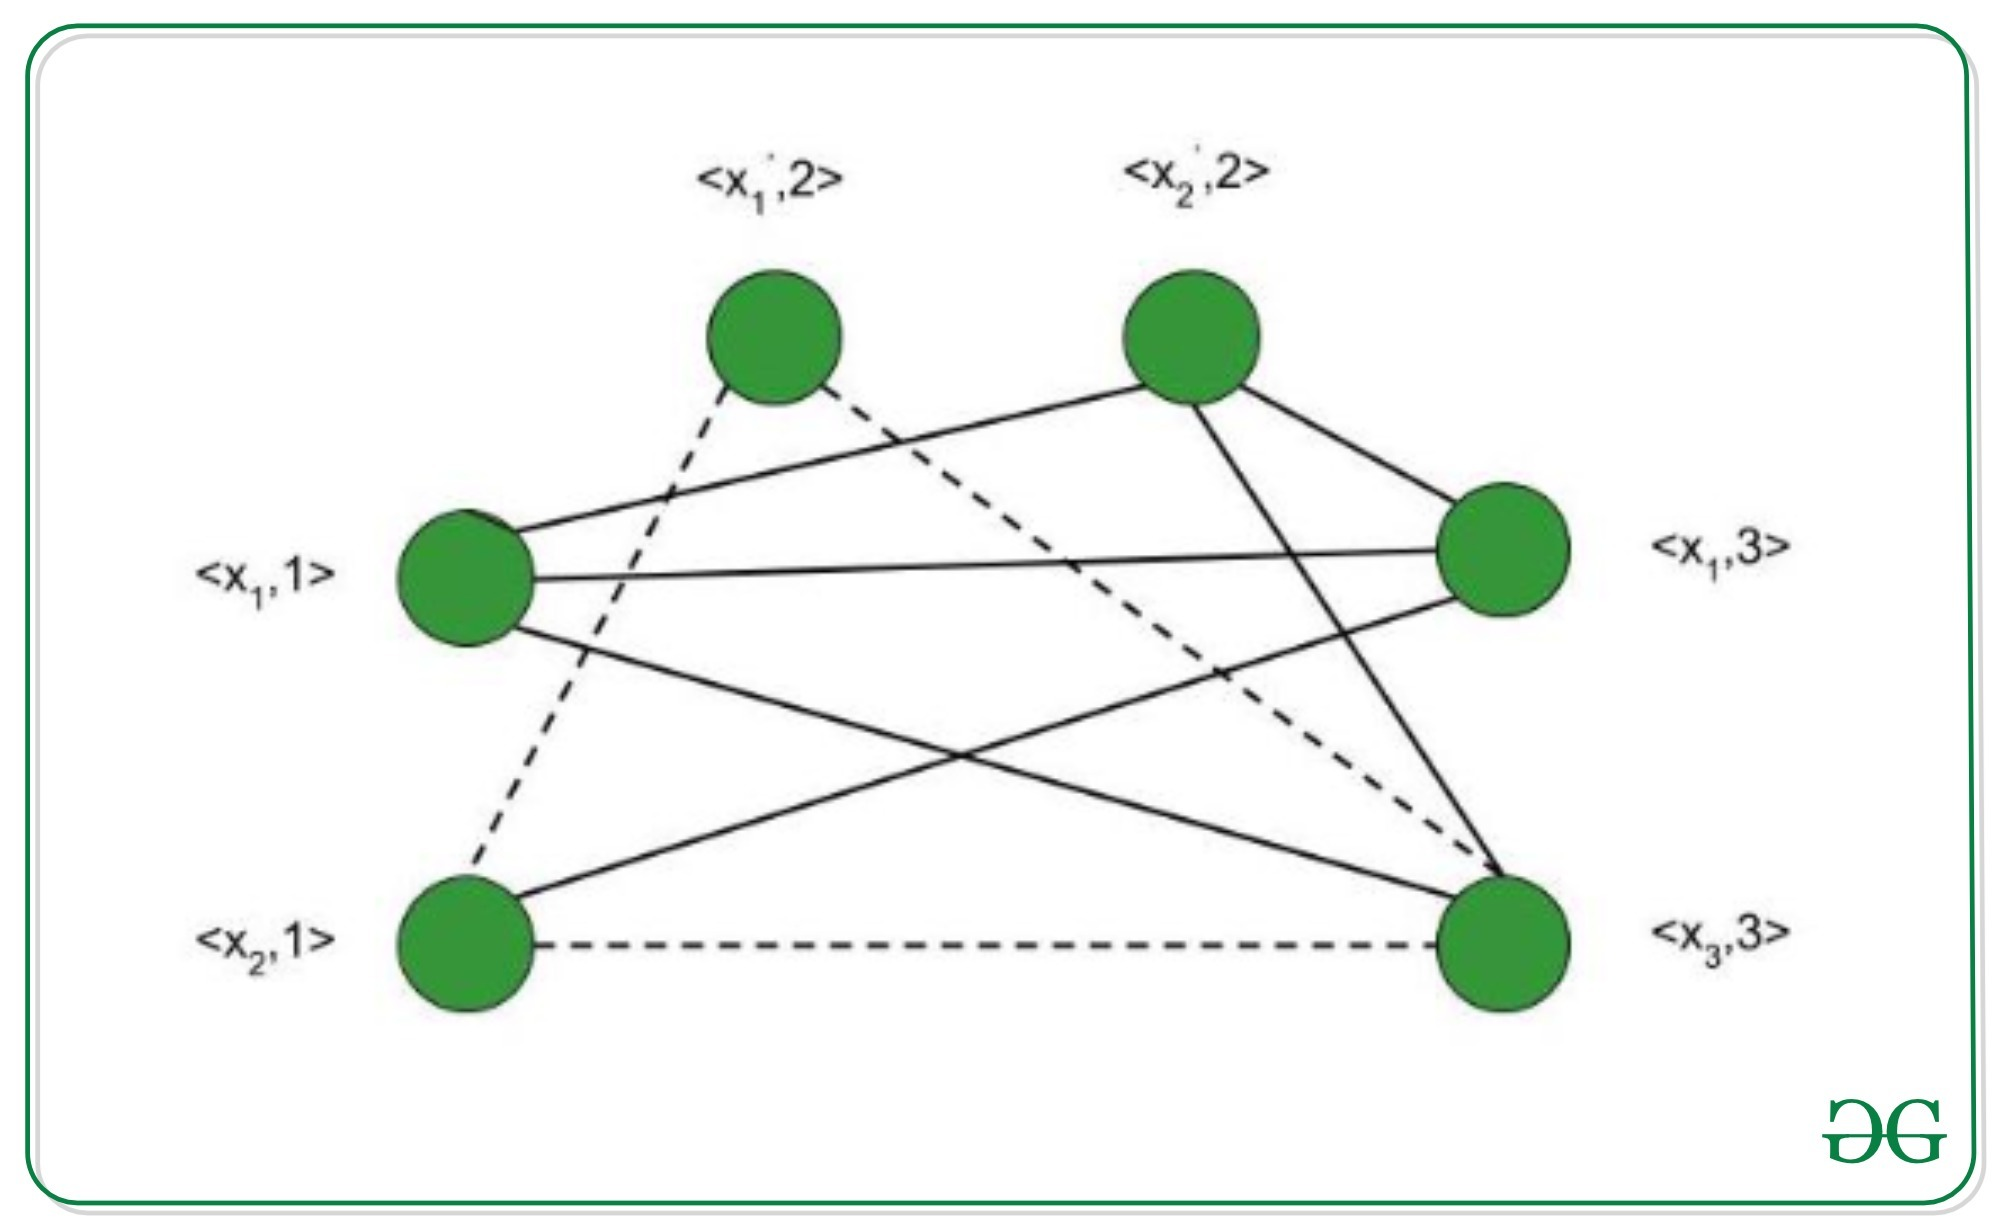 <x₁',2>
<x₂',2>
<x₁,1>
<x₁,3>
<x₂,1>
<x₃,3>